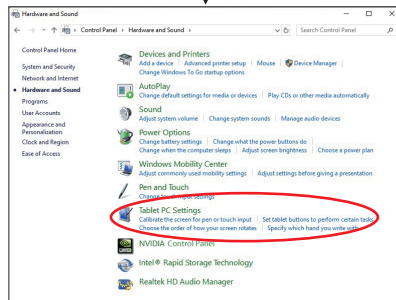 Hardware and Sound
Control Panel › Hardware and Sound ›
Search Control Panel
Control Panel Home
System and Security
Network and Internet
Hardware and Sound
Programs
User Accounts
Appearance and
Personalization
Clock and Region
Ease of Access
Devices and Printers
Add a device | Advanced printer setup | Mouse | Device Manager |
Change Windows To Go startup options
AutoPlay
Change default settings for media or devices | Play CDs or other media automatically
Sound
Adjust system volume | Change system sounds | Manage audio devices
Power Options
Change battery settings | Change what the power buttons do |
Change when the computer sleeps | Adjust screen brightness | Choose a power plan
Windows Mobility Center
Adjust commonly used mobility settings | Adjust settings before giving a presentation
Pen and Touch
Change touch input settings
Tablet PC Settings
Calibrate the screen for pen or touch input | Set tablet buttons to perform certain tasks
Choose the order of how your screen rotates | Specify which hand you write with
NVIDIA Control Panel
Intel® Rapid Storage Technology
Realtek HD Audio Manager